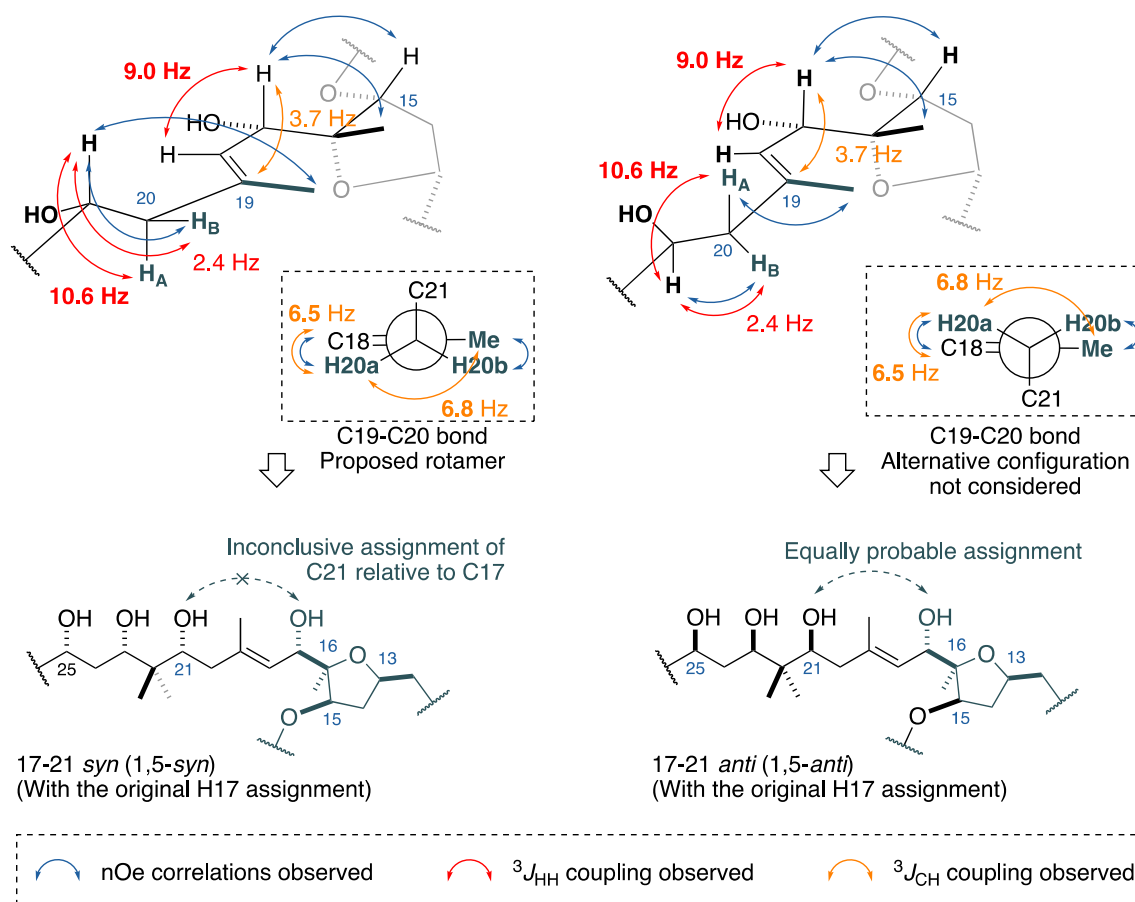 H
H
9.0 Hz
15
O
HO
3.7 Hz
H
H
O
20
19
HO
H_B
H_A
2.4 Hz
10.6 Hz
C21
6.5 Hz
C18
Me
H20a
H20b
6.8 Hz
C19-C20 bond
Proposed rotamer
H
H
9.0 Hz
15
O
HO
3.7 Hz
H
10.6 Hz
H_A
O
19
HO
20
H_B
H
2.4 Hz
6.8 Hz
H20a
H20b
C18
Me
6.5 Hz
C21
C19-C20 bond
Alternative configuration
not considered
Inconclusive assignment of
C21 relative to C17
OH
OH
OH
OH
16
O
13
25
21
O
15
17-21 syn (1,5-syn)
(With the original H17 assignment)
Equally probable assignment
OH
OH
OH
OH
16
O
13
25
21
O
15
17-21 anti (1,5-anti)
(With the original H17 assignment)
nOe correlations observed
³J_HH coupling observed
³J_CH coupling observed